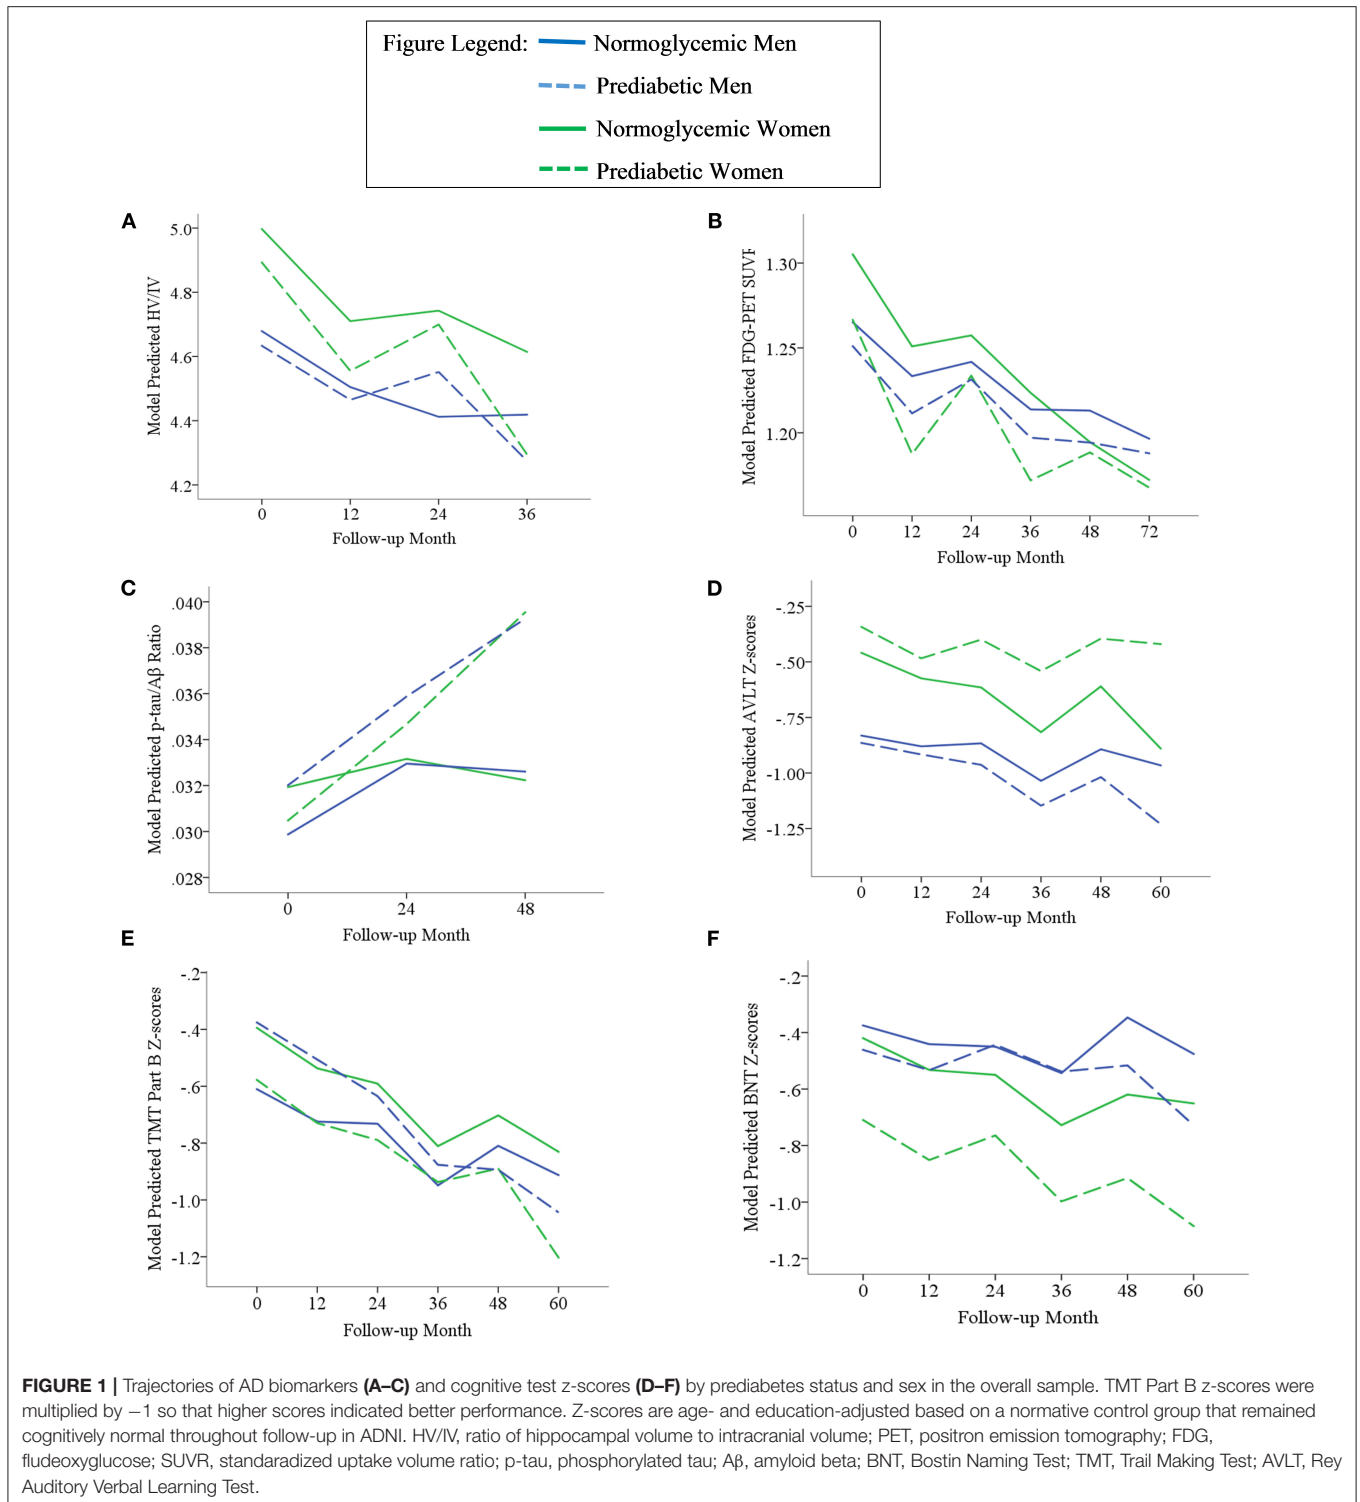 Figure Legend:
Normoglycemic Men
Prediabetic Men
Normoglycemic Women
Prediabetic Women
A
Model Predicted HV/IV
5.0
4.8
4.6
4.4
4.2
0 12 24 36
Follow-up Month
B
Model Predicted FDG-PET SUVR
1.30
1.25
1.20
0 12 24 36 48 72
Follow-up Month
C
Model Predicted p-tau/Aβ Ratio
.040
.038
.036
.034
.032
.030
.028
0 24 48
Follow-up Month
D
Model Predicted AVLT Z-scores
-.25
-.50
-.75
-1.00
-1.25
0 12 24 36 48 60
Follow-up Month
E
Model Predicted TMT Part B Z-scores
-.2
-.4
-.6
-.8
-1.0
-1.2
0 12 24 36 48 60
Follow-up Month
F
Model Predicted BNT Z-scores
-.2
-.4
-.6
-.8
-1.0
-1.2
0 12 24 36 48 60
Follow-up Month
FIGURE 1 | Trajectories of AD biomarkers (A–C) and cognitive test z-scores (D–F) by prediabetes status and sex in the overall sample. TMT Part B z-scores were
multiplied by −1 so that higher scores indicated better performance. Z-scores are age- and education-adjusted based on a normative control group that remained
cognitively normal throughout follow-up in ADNI. HV/IV, ratio of hippocampal volume to intracranial volume; PET, positron emission tomography; FDG,
fludeoxyglucose; SUVR, standaradized uptake volume ratio; p-tau, phosphorylated tau; Aβ, amyloid beta; BNT, Bostin Naming Test; TMT, Trail Making Test; AVLT, Rey
Auditory Verbal Learning Test.